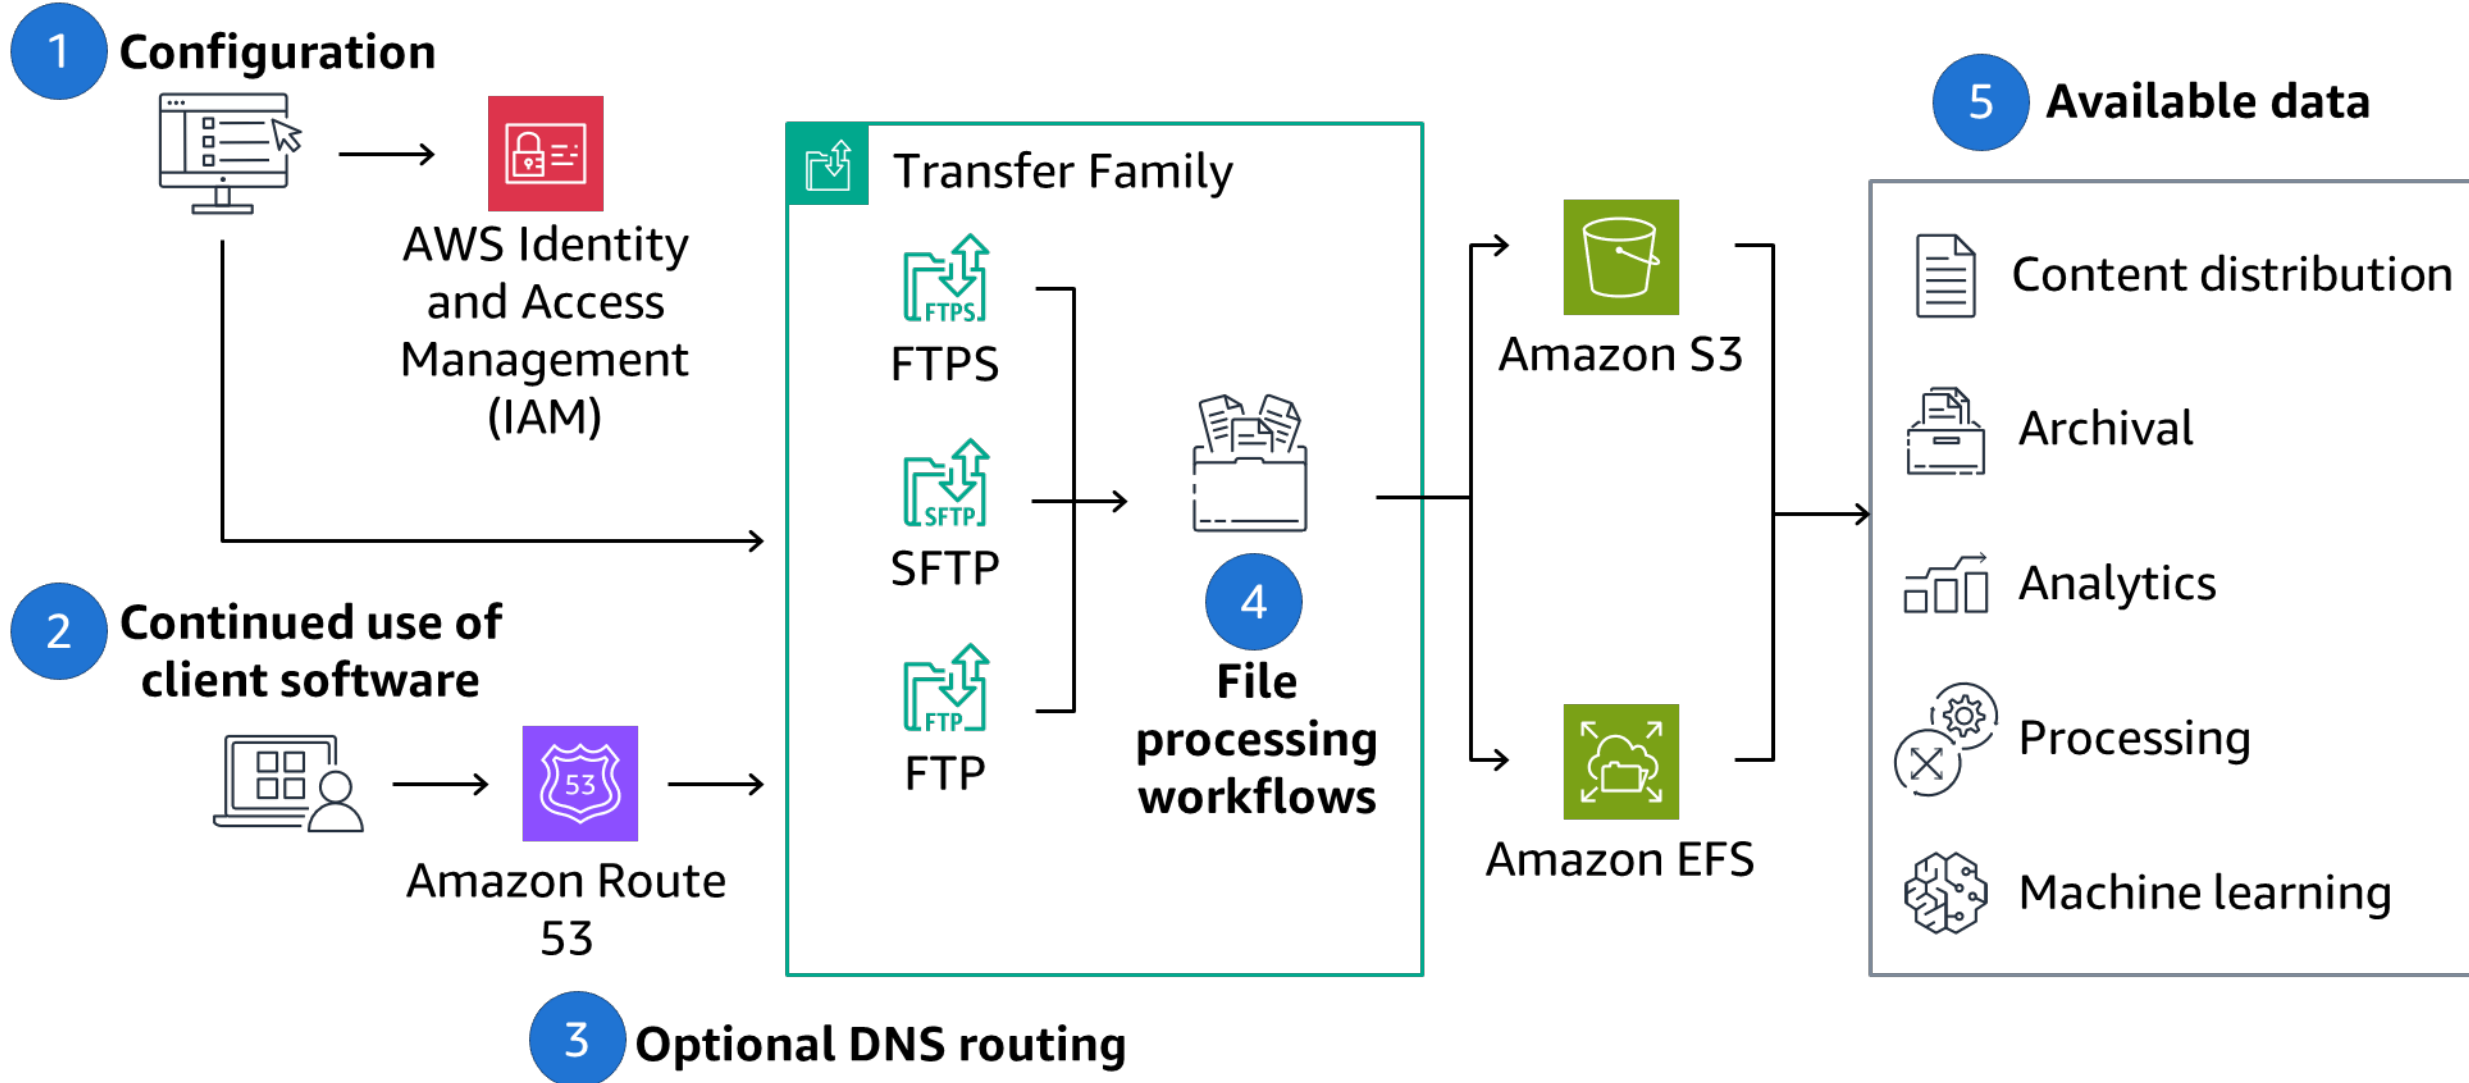 1 Configuration
AWS Identity
and Access
Management
(IAM)
2 Continued use of
client software
53
Amazon Route
53
3 Optional DNS routing
Transfer Family
FTPS
FTPS
SFTP
SFTP
FTP
FTP
4
File
processing
workflows
Amazon S3
Amazon EFS
5 Available data
Content distribution
Archival
Analytics
Processing
Machine learning